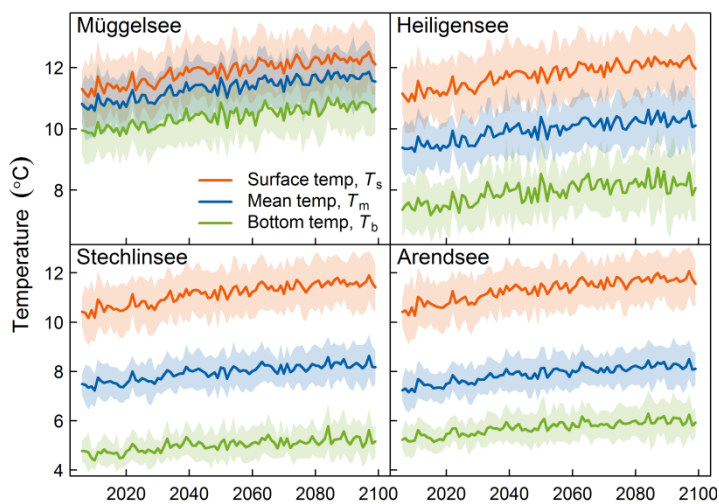 Müggelsee
Heiligensee
12
10
8
Surface temp, Ts
Mean temp, Tm
Bottom temp, Tb
Temperature (°C)
Stechlinsee
Arendsee
12
10
8
6
4
2020 2040 2060 2080 2100 2020 2040 2060 2080 2100